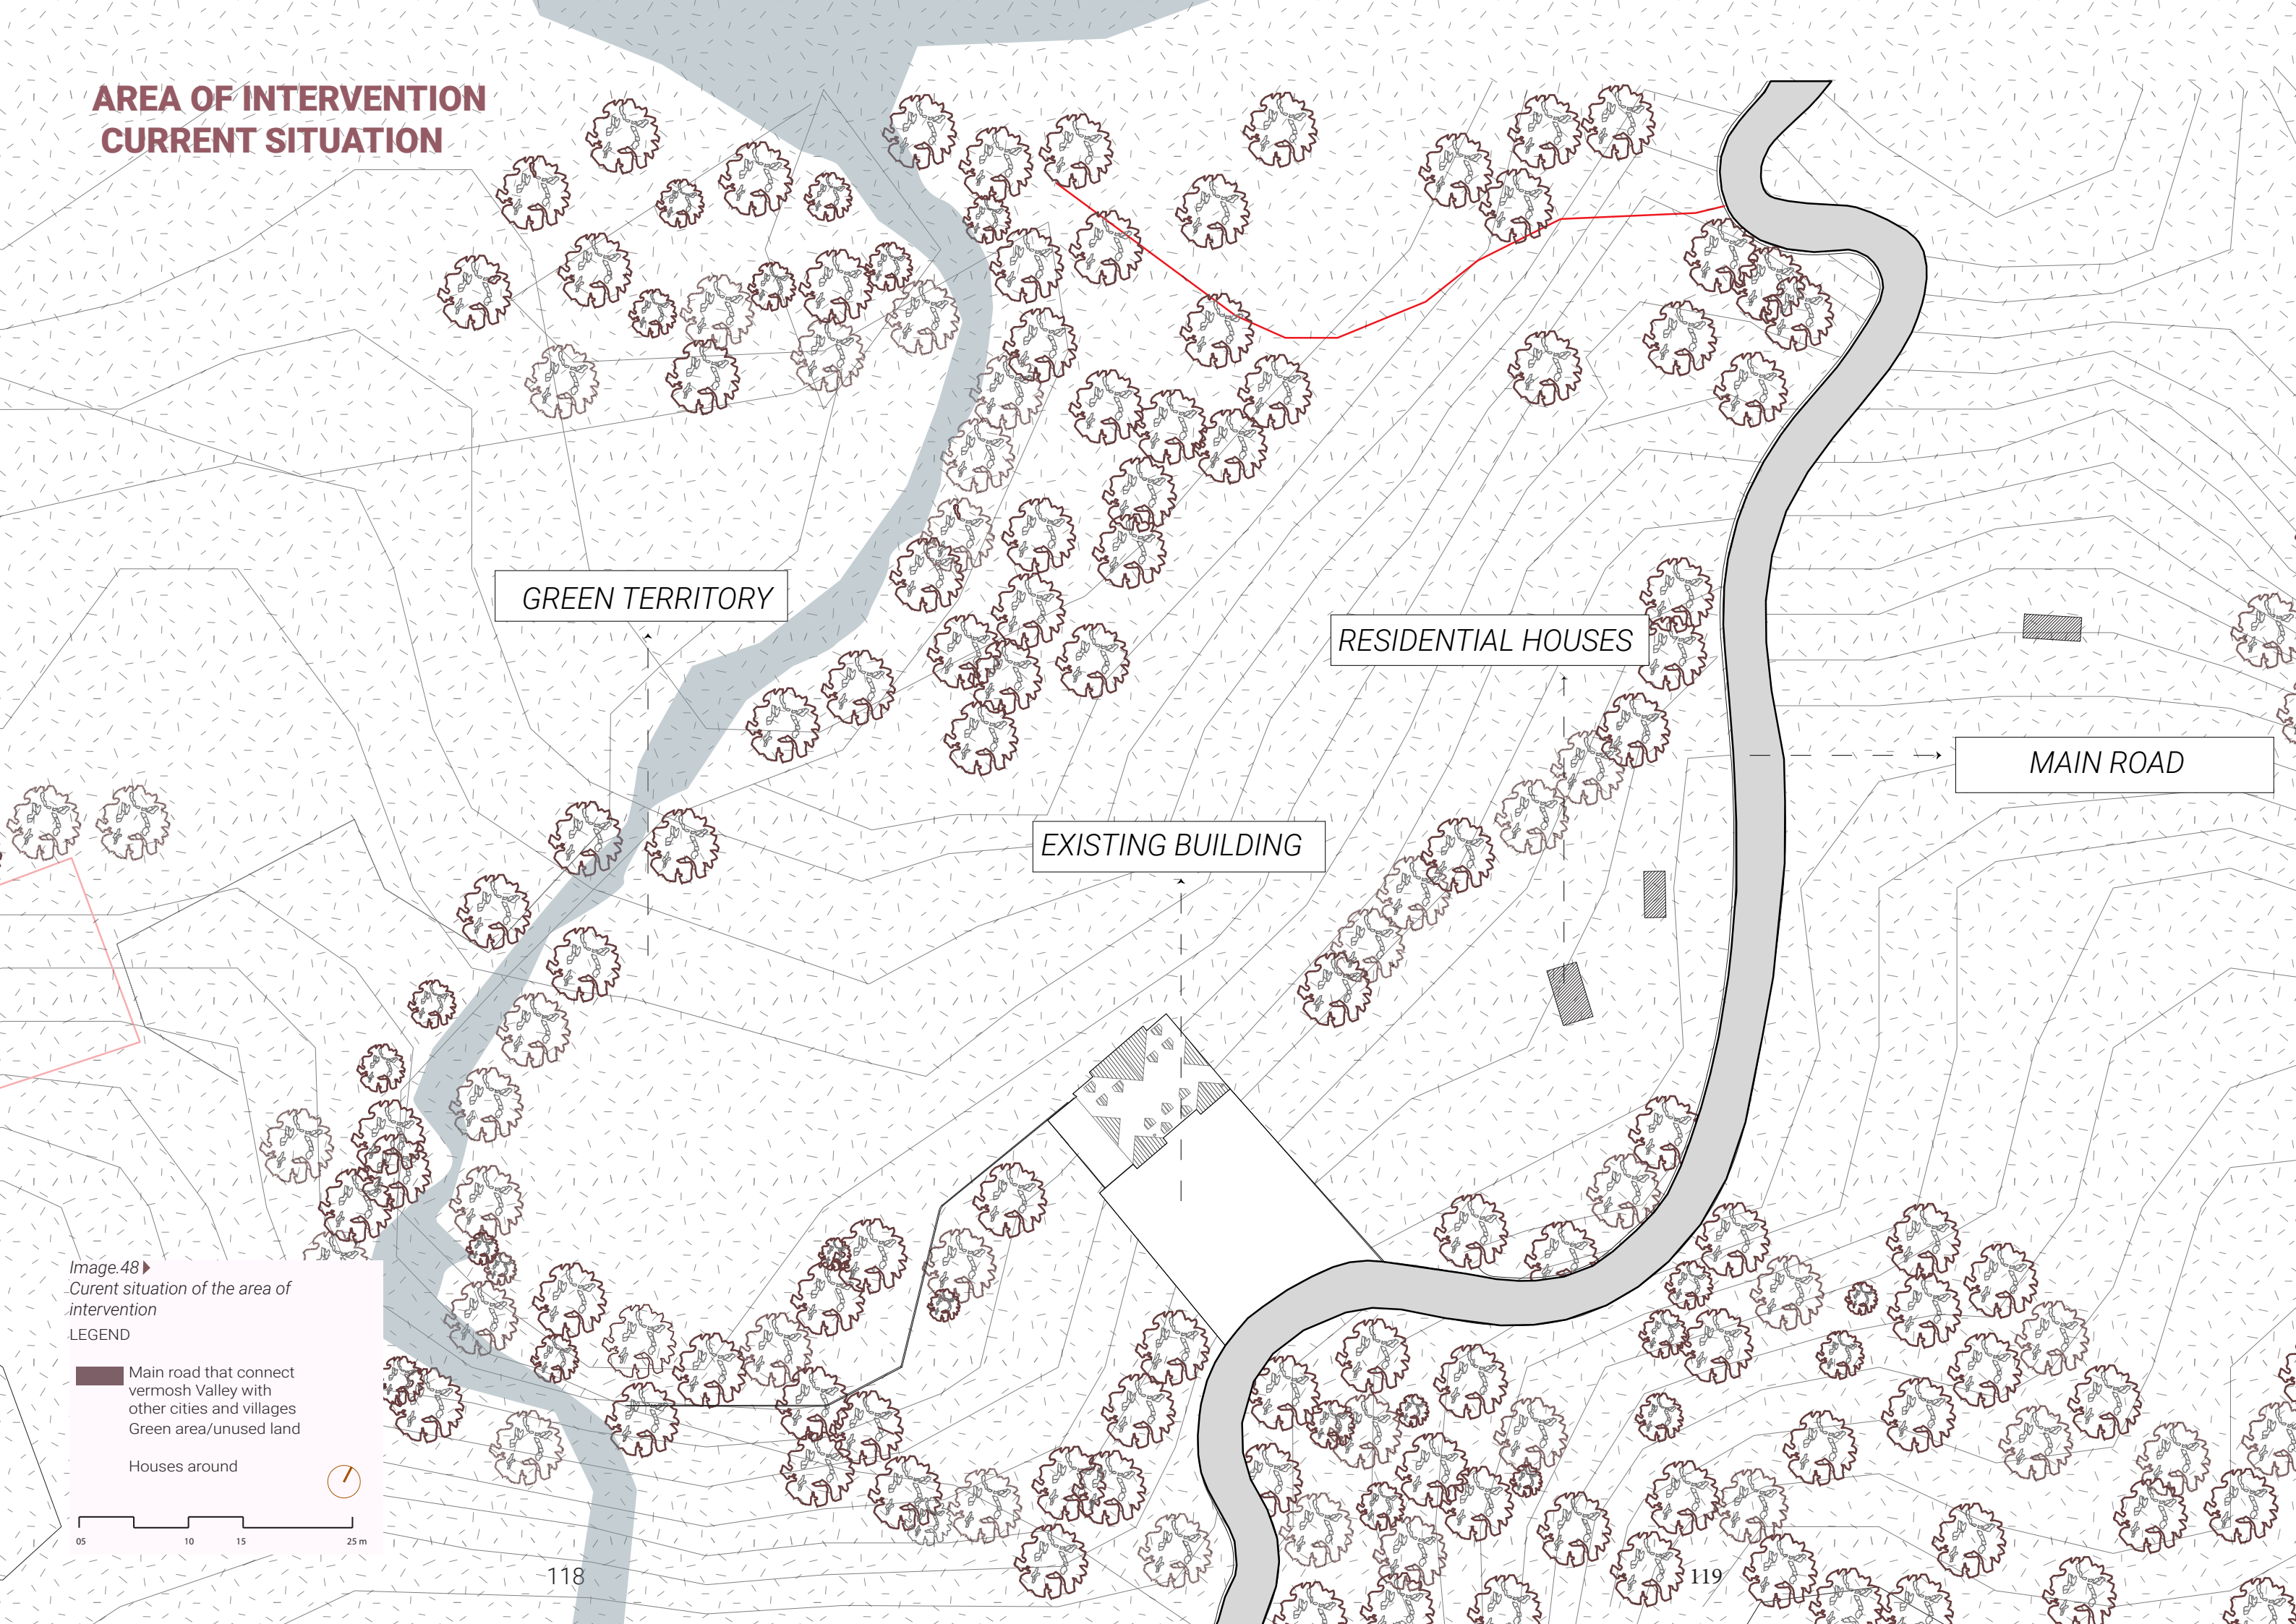 AREA OF INTERVENTION
CURRENT SITUATION
GREEN TERRITORY
RESIDENTIAL HOUSES
MAIN ROAD
EXISTING BUILDING
Image.48
Curent situation of the area of
intervention
LEGEND
Main road that connect
vermosh Valley with
other cities and villages
Green area/unused land
Houses around
05 10 15 25 m
118
119